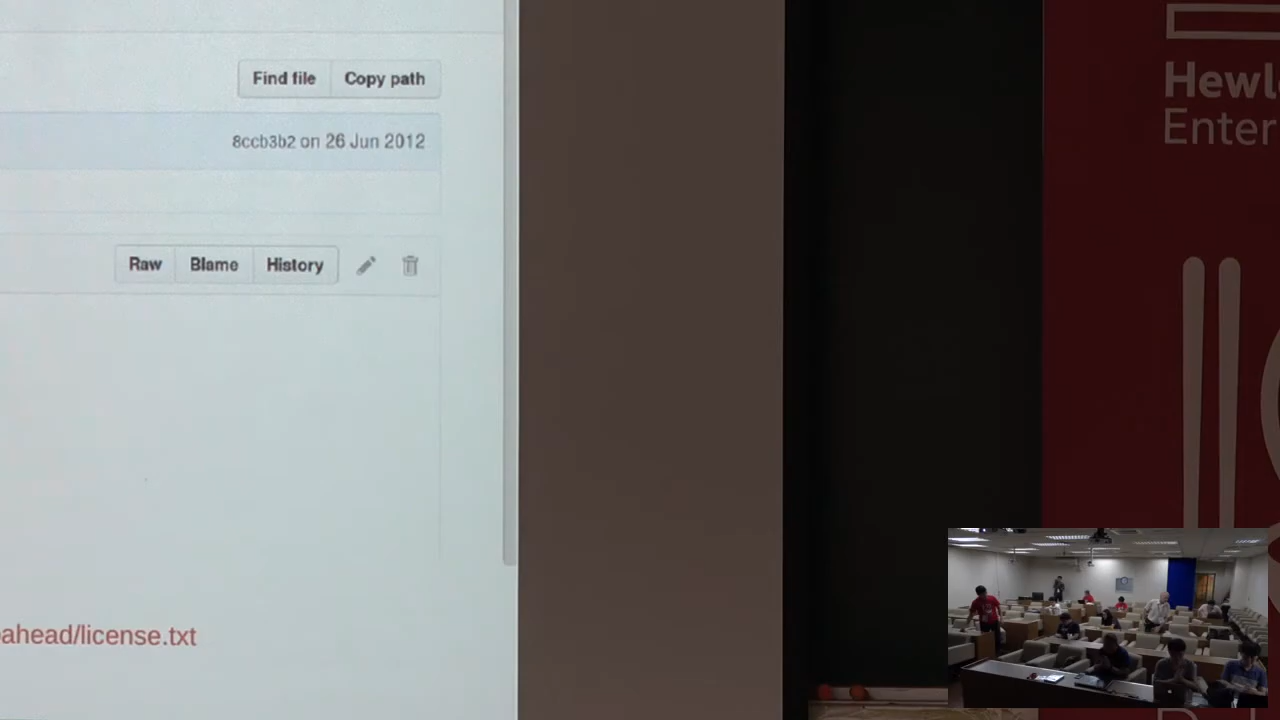 Find file Copy path
8ccb3b2 on 26 Jun 2012
Raw Blame History
ahead/license.txt
Hewl
Enter